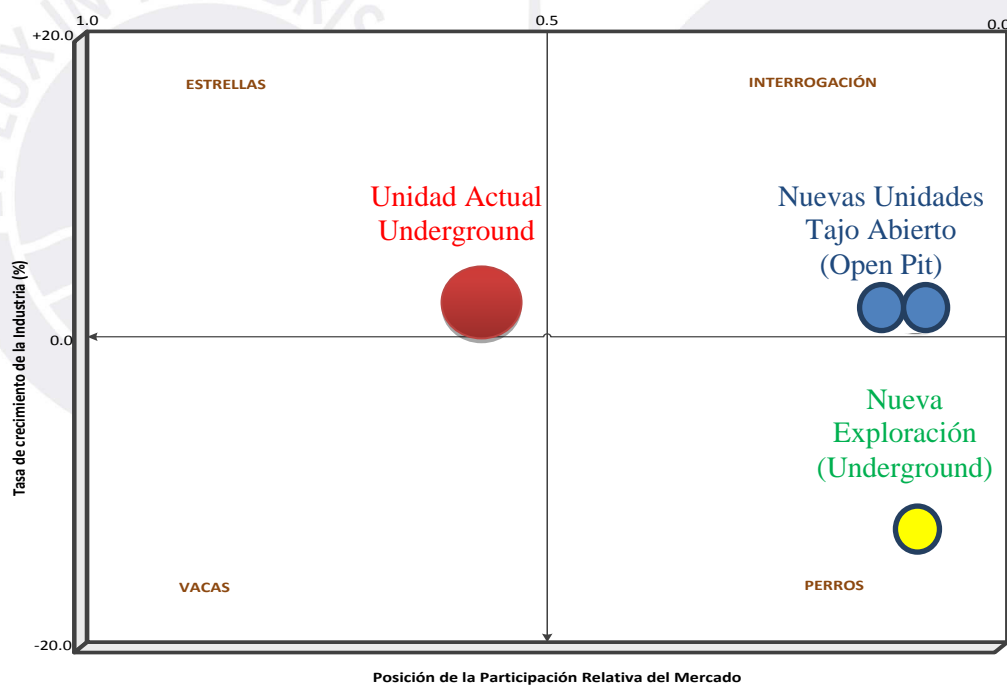 1.0
0.5
0.0
+20.0
ESTRELLAS
INTERROGACIÓN
Unidad Actual
Underground
Nuevas Unidades
Tajo Abierto
(Open Pit)
Tasa de crecimiento de la Industria (%)
0.0
Nueva
Exploración
(Underground)
VACAS
PERROS
-20.0
Posición de la Participación Relativa del Mercado